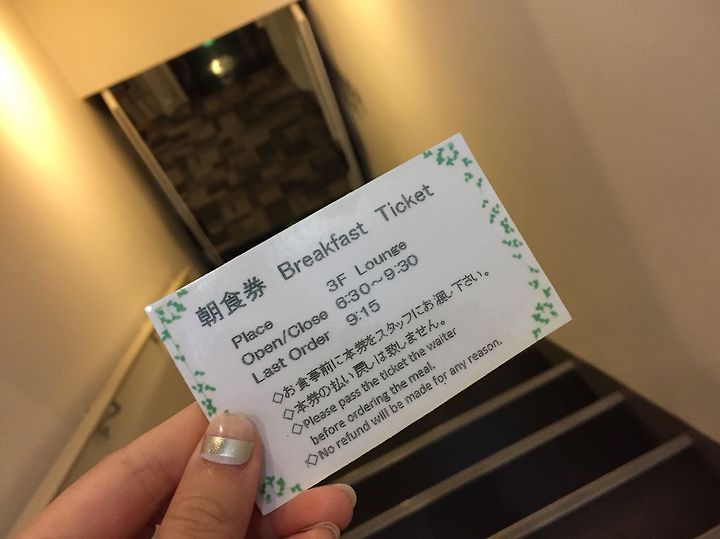 朝食券 Breakfast Ticket
Place 3F Lounge
Open/Close 6:30～9:30
Last Order 9:15
◇お食事前に本券をスタッフにお渡し下さい。
◇本券の払い戻しは致しません。
◇Please pass the ticket the waiter
before ordering the meal.
◇No refund will be made for any reason.